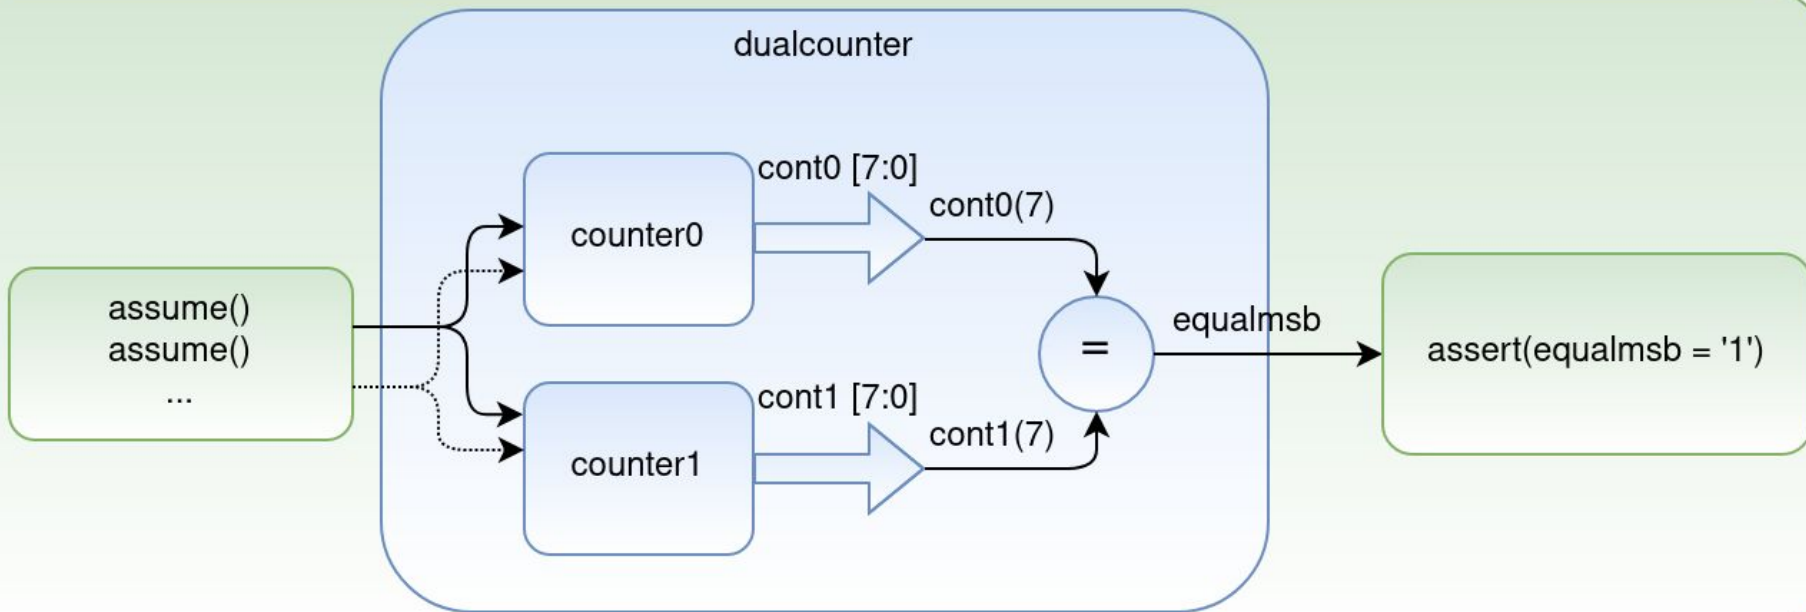 dualcounter
assume()
assume()
...
counter0
cont0 [7:0]
cont0(7)
counter1
cont1 [7:0]
cont1(7)
=
equalmsb
assert(equalmsb = '1')